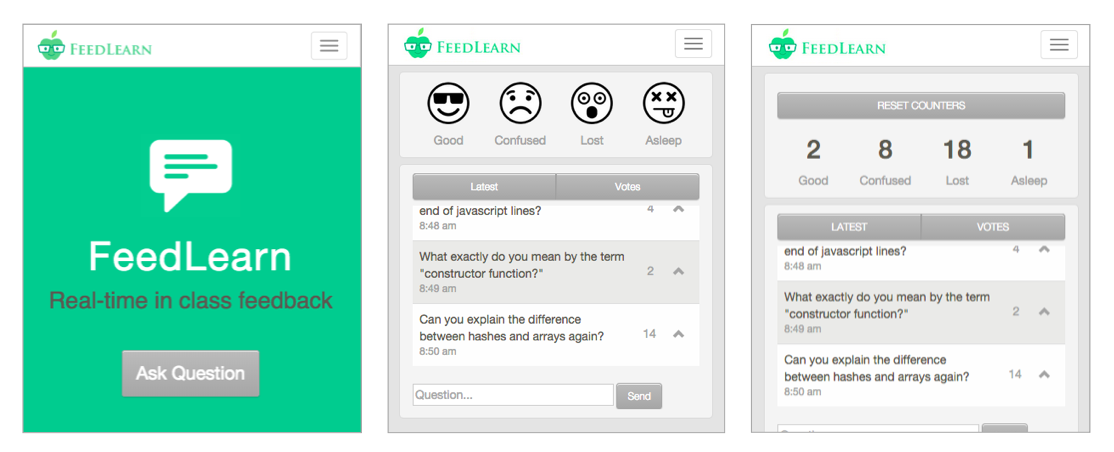 FEEDLEARN
FeedLearn
Real-time in class feedback
Ask Question
FEEDLEARN
Good Confused Lost Asleep
Latest Votes
end of javascript lines? 4
8:48 am
What exactly do you mean by the term
"constructor function?" 2
8:49 am
Can you explain the difference
between hashes and arrays again? 14
8:50 am
Question... Send
FEEDLEARN
RESET COUNTERS
2 8 18 1
Good Confused Lost Asleep
LATEST VOTES
end of javascript lines? 4
8:48 am
What exactly do you mean by the term
"constructor function?" 2
8:49 am
Can you explain the difference
between hashes and arrays again? 14
8:50 am